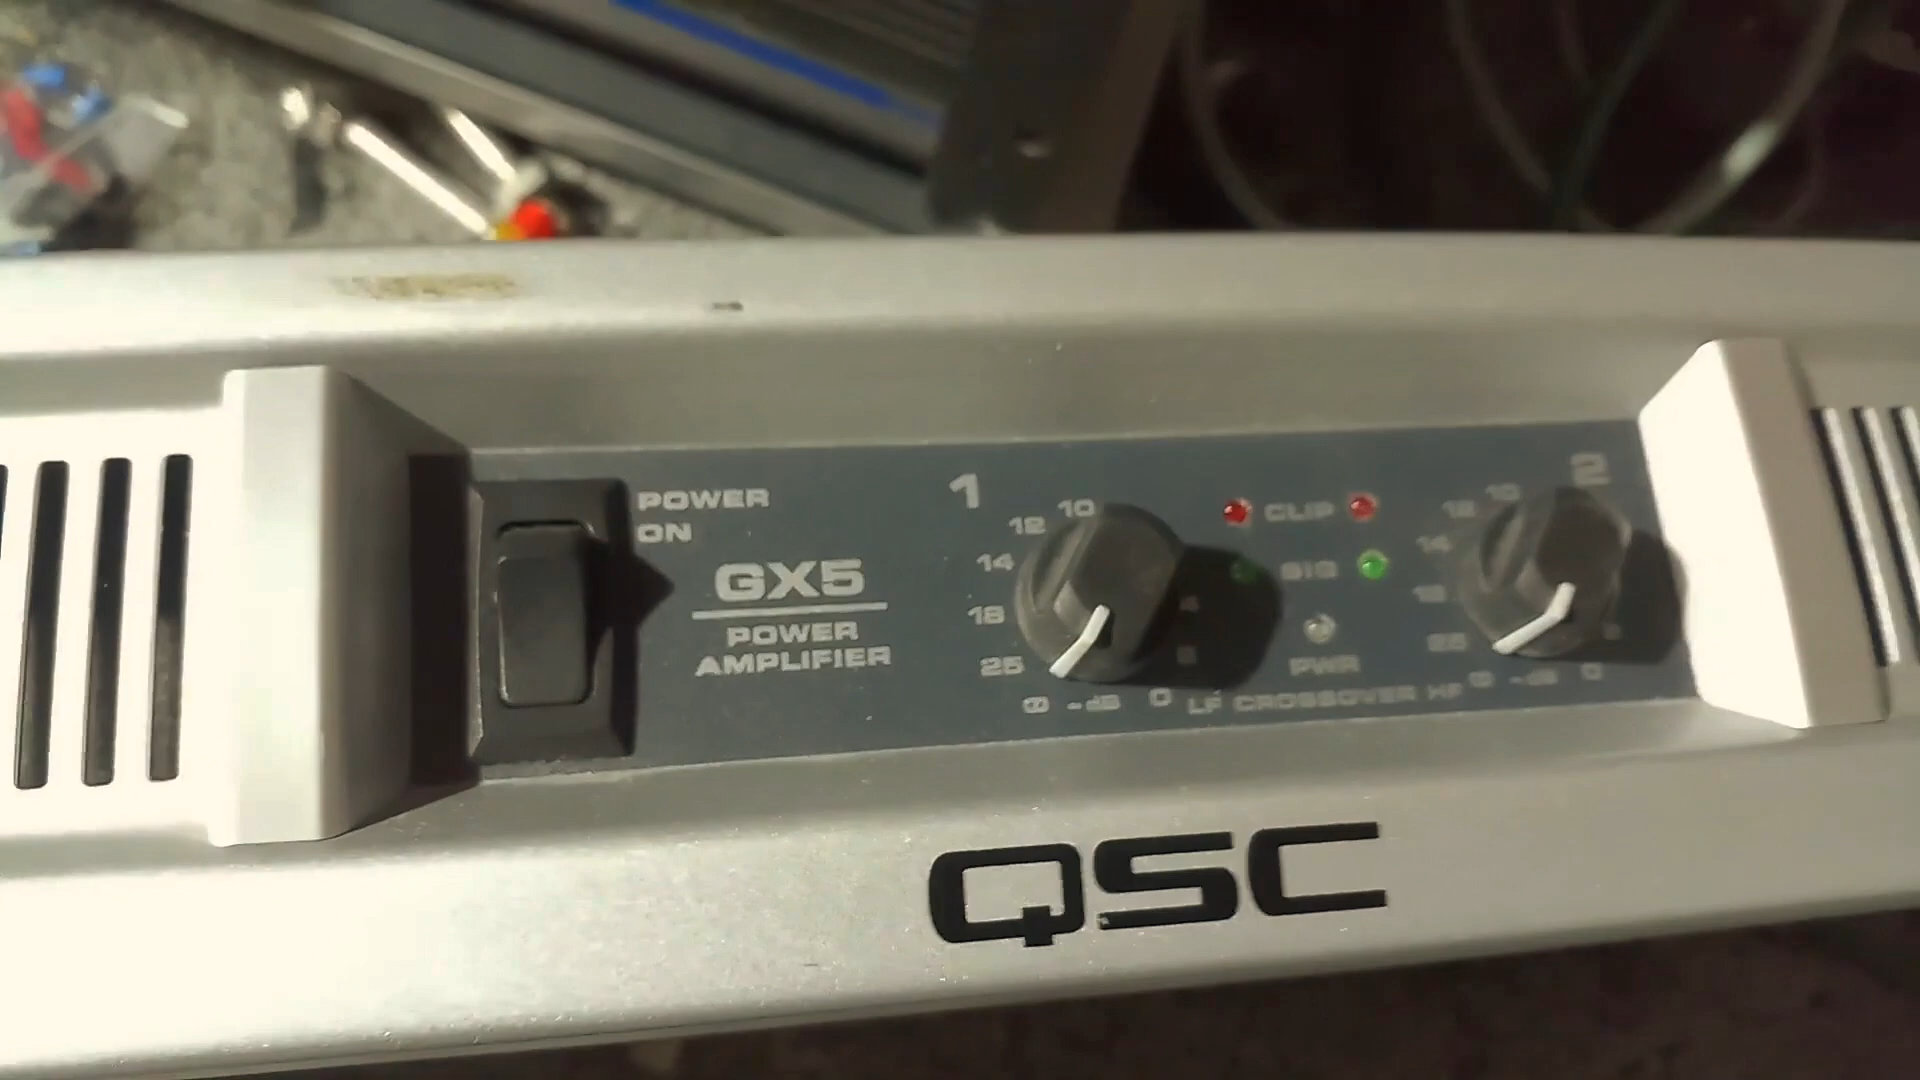 POWER
ON
GX5
POWER
AMPLIFIER
1
10
12
14
18
25
∞ -dB 0
4
CLIP
SIG
PWR
LF CROSSOVER HF
2
10
12
14
18
25
∞ -dB 0
QSC